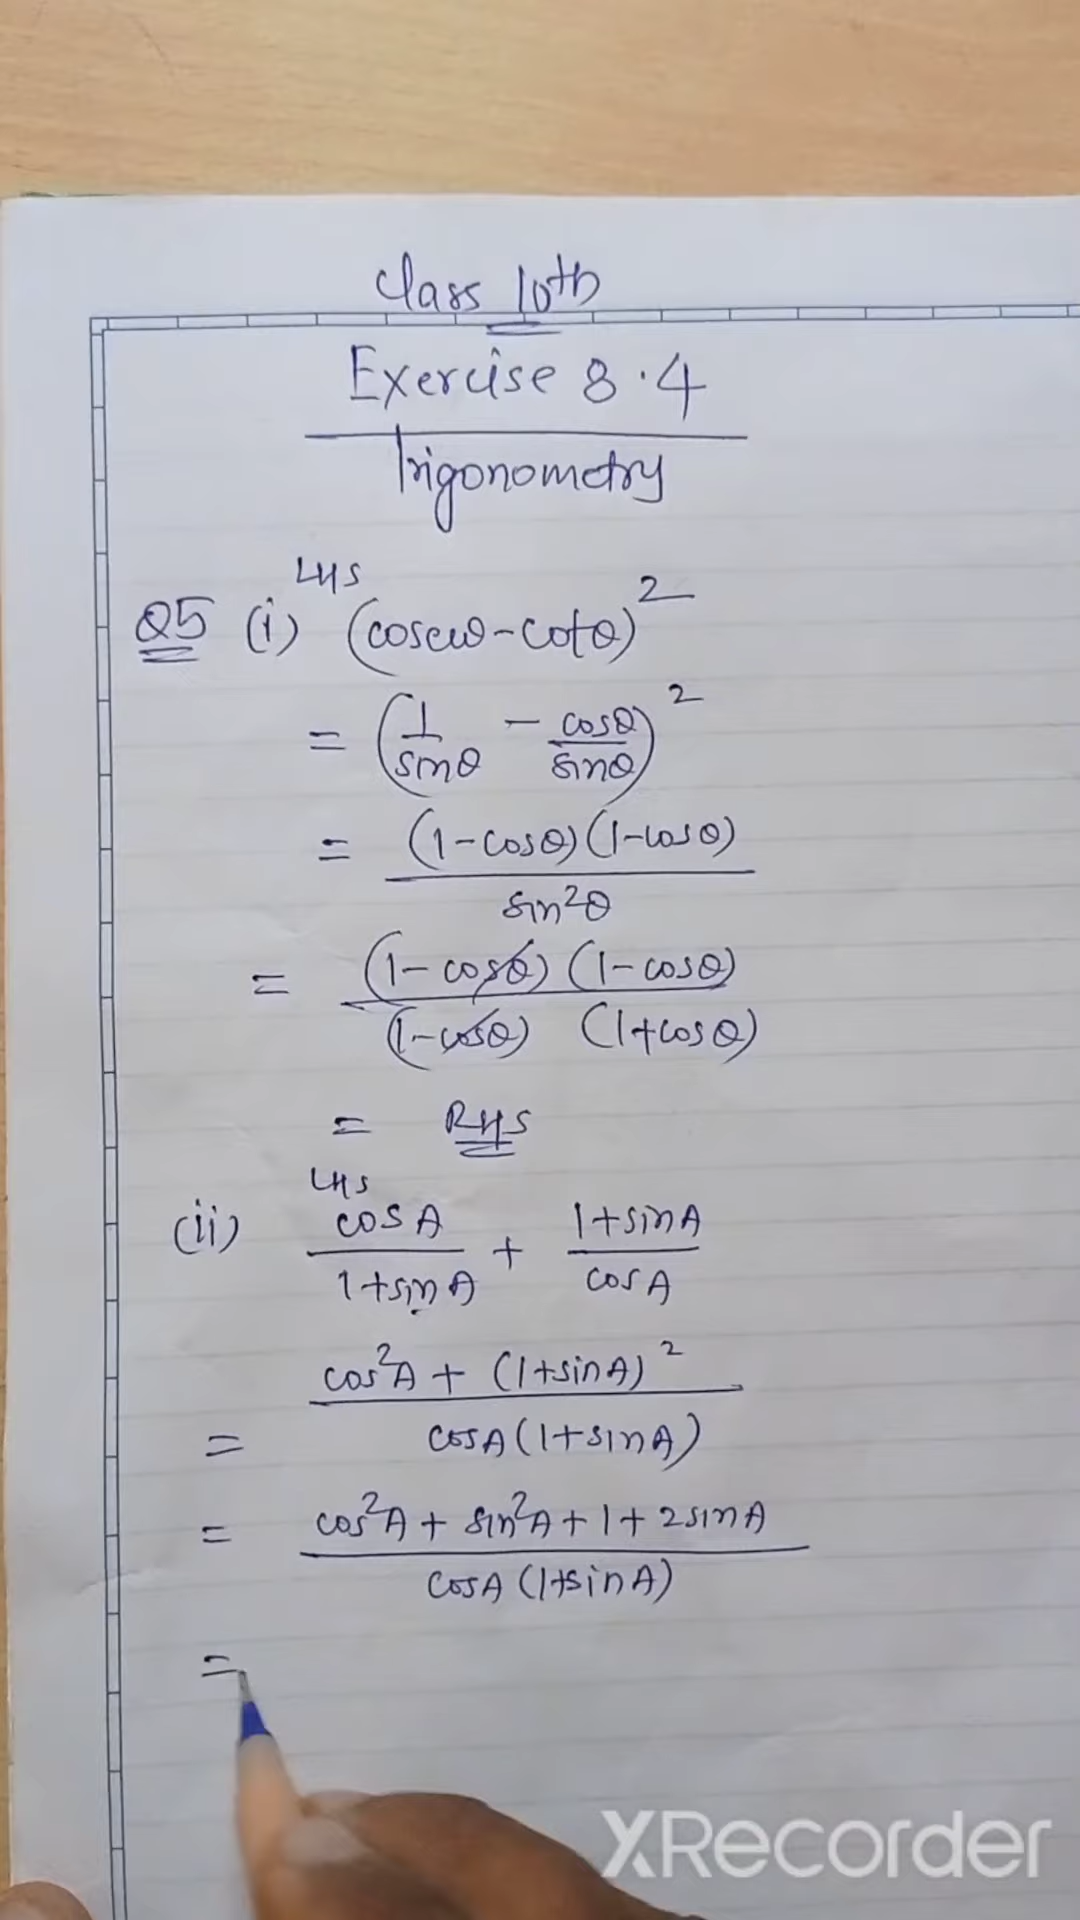 Class 10th
Exercise 8.4
Trigonometry
LHS
Q5 (i) (cosecθ - cotθ)²
= (1/sinθ - cosθ/sinθ)²
= (1-cosθ)(1-cosθ)
sin²θ
= (1-cosθ) (1-cosθ)
(1-cosθ) (1+cosθ)
= RHS
LHS
(ii) cosA/1+sinA + 1+sinA/cosA
cos²A + (1+sinA)²
= cosA(1+sinA)
= cos²A + sin²A + 1 + 2sinA
cosA(1+sinA)
=
XRecorder